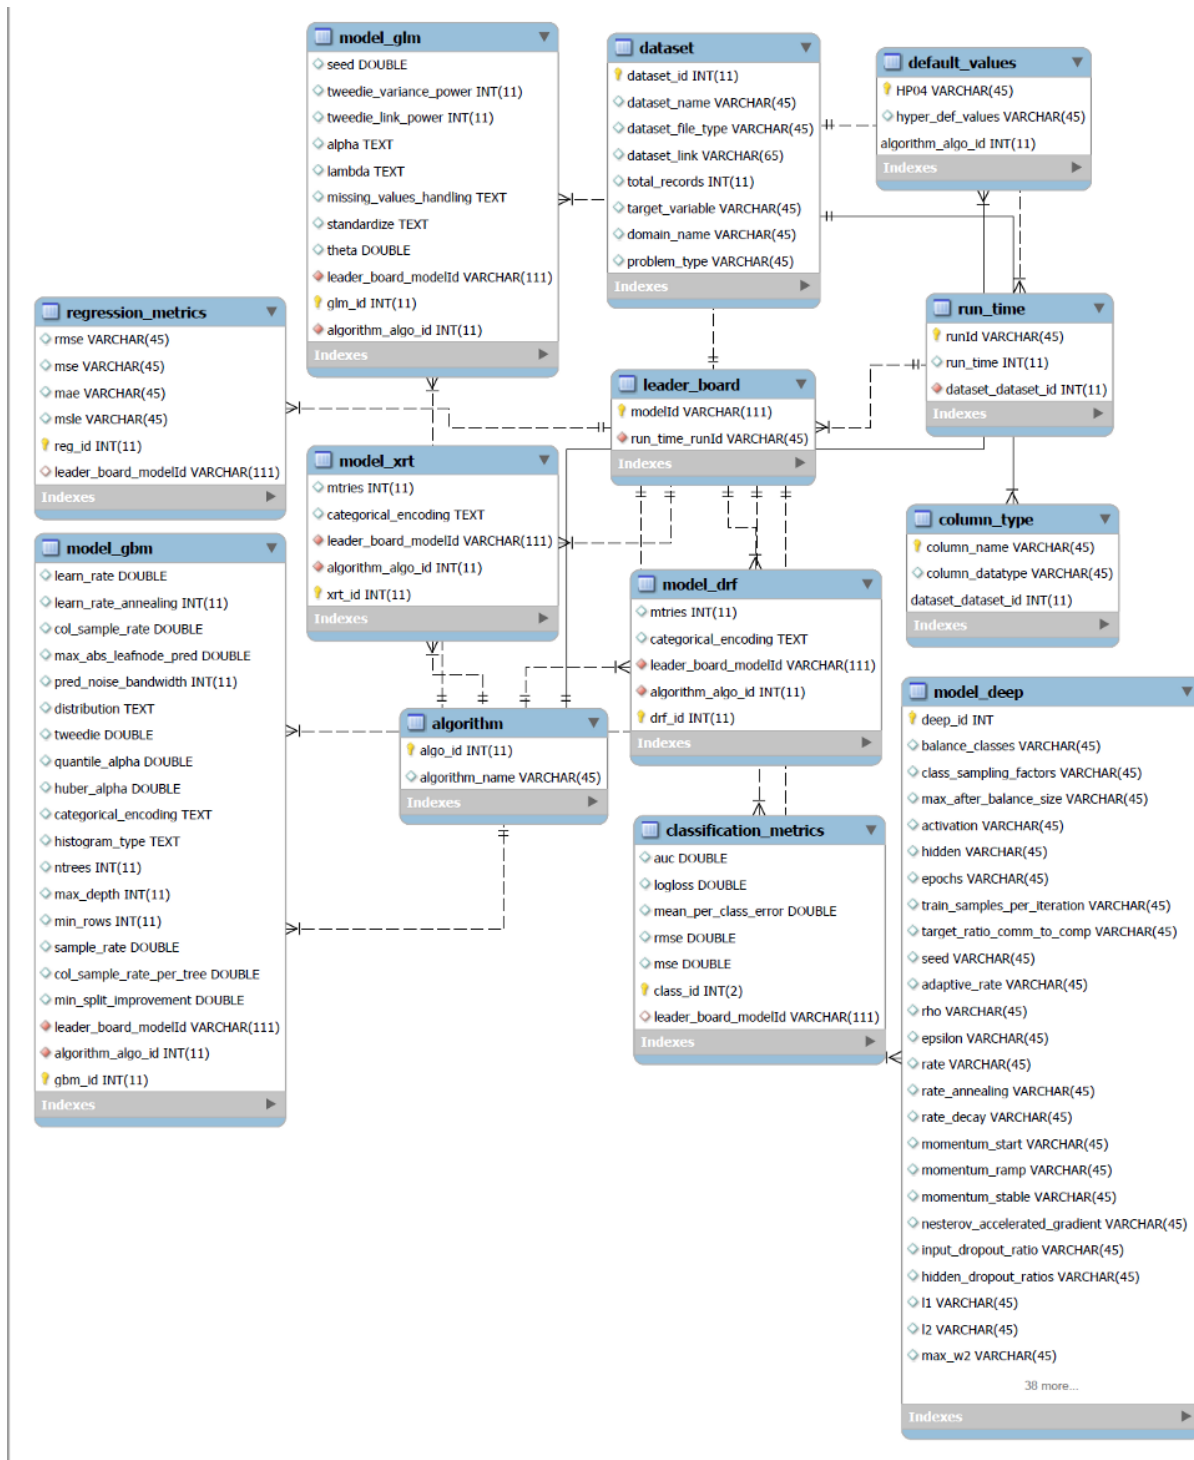 model_glm
seed DOUBLE
tweedie_variance_power INT(11)
tweedie_link_power INT(11)
alpha TEXT
lambda TEXT
missing_values_handling TEXT
standardize TEXT
theta DOUBLE
leader_board_modelId VARCHAR(111)
glm_id INT(11)
algorithm_algo_id INT(11)
Indexes
dataset
dataset_id INT(11)
dataset_name VARCHAR(45)
dataset_file_type VARCHAR(45)
dataset_link VARCHAR(65)
total_records INT(11)
target_variable VARCHAR(45)
domain_name VARCHAR(45)
problem_type VARCHAR(45)
Indexes
default_values
HP04 VARCHAR(45)
hyper_def_values VARCHAR(45)
algorithm_algo_id INT(11)
Indexes
regression_metrics
rmse VARCHAR(45)
mse VARCHAR(45)
mae VARCHAR(45)
msle VARCHAR(45)
reg_id INT(11)
leader_board_modelId VARCHAR(111)
Indexes
run_time
runId VARCHAR(45)
run_time INT(11)
dataset_dataset_id INT(11)
Indexes
leader_board
modelId VARCHAR(111)
run_time_runId VARCHAR(45)
Indexes
model_xrt
mtries INT(11)
categorical_encoding TEXT
leader_board_modelId VARCHAR(111)
algorithm_algo_id INT(11)
xrt_id INT(11)
Indexes
column_type
column_name VARCHAR(45)
column_datatype VARCHAR(45)
dataset_dataset_id INT(11)
Indexes
model_gbm
learn_rate DOUBLE
learn_rate_annealing INT(11)
col_sample_rate DOUBLE
max_abs_leafnode_pred DOUBLE
pred_noise_bandwidth INT(11)
distribution TEXT
tweedie DOUBLE
quantile_alpha DOUBLE
huber_alpha DOUBLE
categorical_encoding TEXT
histogram_type TEXT
ntrees INT(11)
max_depth INT(11)
min_rows INT(11)
sample_rate DOUBLE
col_sample_rate_per_tree DOUBLE
min_split_improvement DOUBLE
leader_board_modelId VARCHAR(111)
algorithm_algo_id INT(11)
gbm_id INT(11)
Indexes
model_drf
mtries INT(11)
categorical_encoding TEXT
leader_board_modelId VARCHAR(111)
algorithm_algo_id INT(11)
drf_id INT(11)
Indexes
algorithm
algo_id INT(11)
algorithm_name VARCHAR(45)
Indexes
classification_metrics
auc DOUBLE
logloss DOUBLE
mean_per_class_error DOUBLE
rmse DOUBLE
mse DOUBLE
class_id INT(2)
leader_board_modelId VARCHAR(111)
Indexes
model_deep
deep_id INT
balance_classes VARCHAR(45)
class_sampling_factors VARCHAR(45)
max_after_balance_size VARCHAR(45)
activation VARCHAR(45)
hidden VARCHAR(45)
epochs VARCHAR(45)
train_samples_per_iteration VARCHAR(45)
target_ratio_comm_to_comp VARCHAR(45)
seed VARCHAR(45)
adaptive_rate VARCHAR(45)
rho VARCHAR(45)
epsilon VARCHAR(45)
rate VARCHAR(45)
rate_annealing VARCHAR(45)
rate_decay VARCHAR(45)
momentum_start VARCHAR(45)
momentum_ramp VARCHAR(45)
momentum_stable VARCHAR(45)
nesterov_accelerated_gradient VARCHAR(45)
input_dropout_ratio VARCHAR(45)
hidden_dropout_ratios VARCHAR(45)
l1 VARCHAR(45)
l2 VARCHAR(45)
max_w2 VARCHAR(45)
38 more...
Indexes